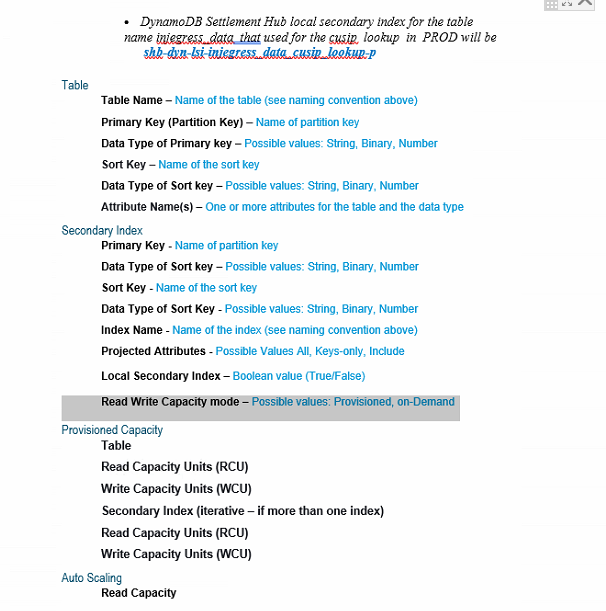 • DynamoDB Settlement Hub local secondary index for the table
name injegress_data that used for the cusip lookup in PROD will be
shb-dyn-lsi-injegress_data_cusip_lookup-p
Table
Table Name – Name of the table (see naming convention above)
Primary Key (Partition Key) – Name of partition key
Data Type of Primary key – Possible values: String, Binary, Number
Sort Key – Name of the sort key
Data Type of Sort key – Possible values: String, Binary, Number
Attribute Name(s) – One or more attributes for the table and the data type
Secondary Index
Primary Key - Name of partition key
Data Type of Sort key – Possible values: String, Binary, Number
Sort Key - Name of the sort key
Data Type of Sort Key - Possible values: String, Binary, Number
Index Name - Name of the index (see naming convention above)
Projected Attributes - Possible Values All, Keys-only, Include
Local Secondary Index – Boolean value (True/False)
Read Write Capacity mode – Possible values: Provisioned, on-Demand
Provisioned Capacity
Table
Read Capacity Units (RCU)
Write Capacity Units (WCU)
Secondary Index (iterative – if more than one index)
Read Capacity Units (RCU)
Write Capacity Units (WCU)
Auto Scaling
Read Capacity